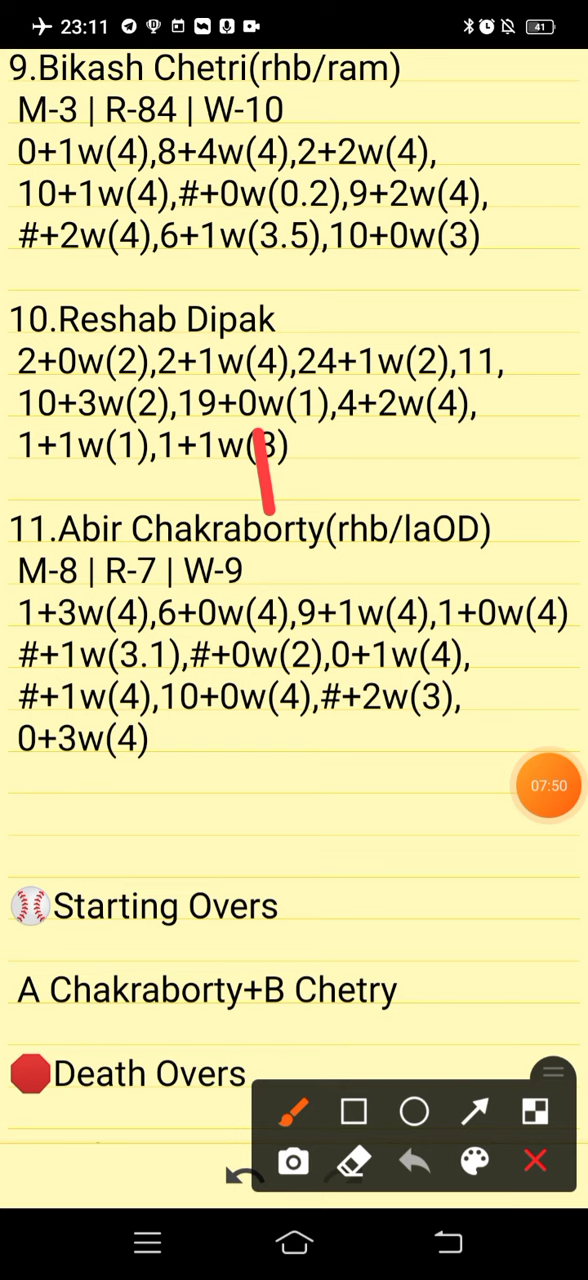 23:11
41
9.Bikash Chetri(rhb/ram)
M-3 | R-84 | W-10
0+1w(4),8+4w(4),2+2w(4),
10+1w(4),#+0w(0.2),9+2w(4),
#+2w(4),6+1w(3.5),10+0w(3)
10.Reshab Dipak
2+0w(2),2+1w(4),24+1w(2),11,
10+3w(2),19+0w(1),4+2w(4),
1+1w(1),1+1w(3)
11.Abir Chakraborty(rhb/laOD)
M-8 | R-7 | W-9
1+3w(4),6+0w(4),9+1w(4),1+0w(4)
#+1w(3.1),#+0w(2),0+1w(4),
#+1w(4),10+0w(4),#+2w(3),
0+3w(4)
07:50
Starting Overs
A Chakraborty+B Chetry
Death Overs